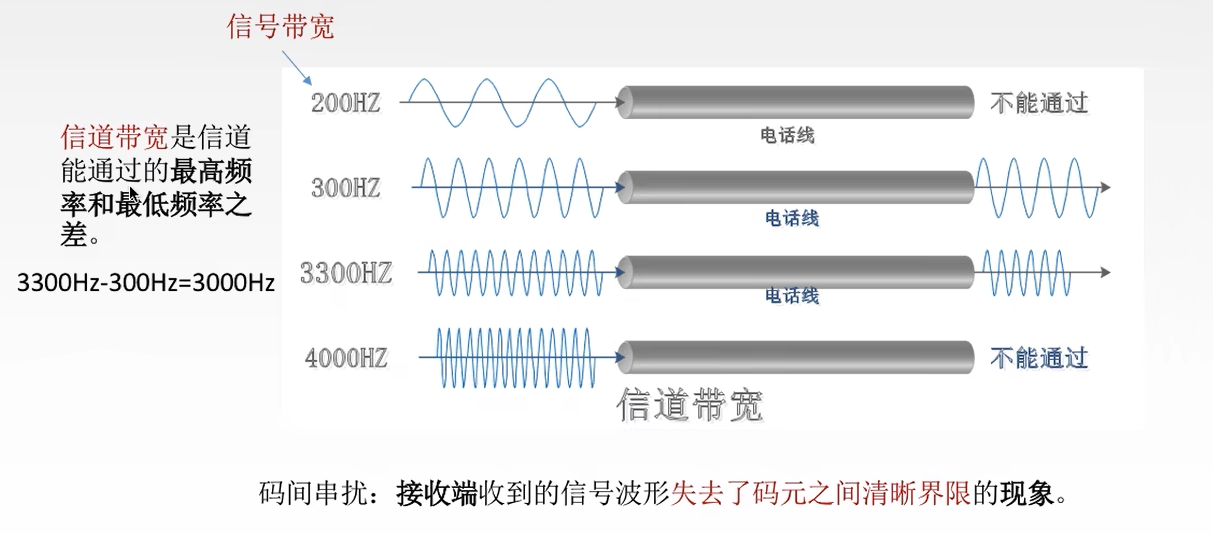 信号带宽
200HZ
不能通过
电话线
信道带宽是信道
能通过的最高频
率和最低频率之
差。
3300Hz-300Hz=3000Hz
300HZ
电话线
3300HZ
电话线
4000HZ
不能通过
信道带宽
码间串扰：接收端收到的信号波形失去了码元之间清晰界限的现象。